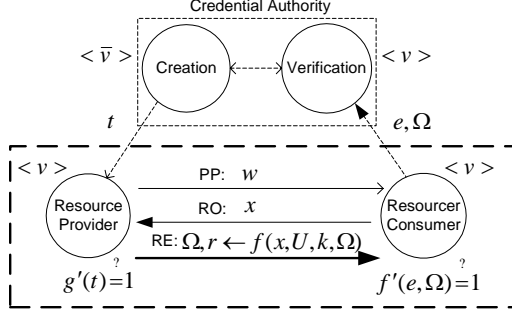 Credential Authority
< v̅ > Creation Verification < v >
t e, Ω
< v > < v >
PP: w
Resource Provider RO: x Resourcer Consumer
RE: Ω, r ← f(x, U, k, Ω)
g'(t) ?= 1 f'(e, Ω) ?= 1